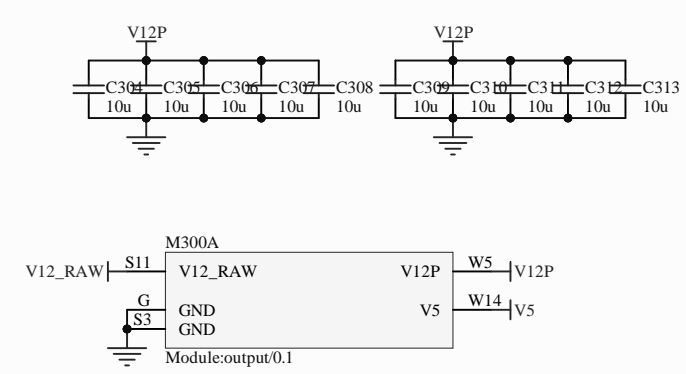 V12P V12P
C304 C305 C306 C307 C308 C309 C310 C311 C312 C313
10u 10u 10u 10u 10u 10u 10u 10u 10u 10u
M300A
V12_RAW S11 V12_RAW V12P W5 V12P
G GND V5 W14 V5
S3 GND
Module:output/0.1